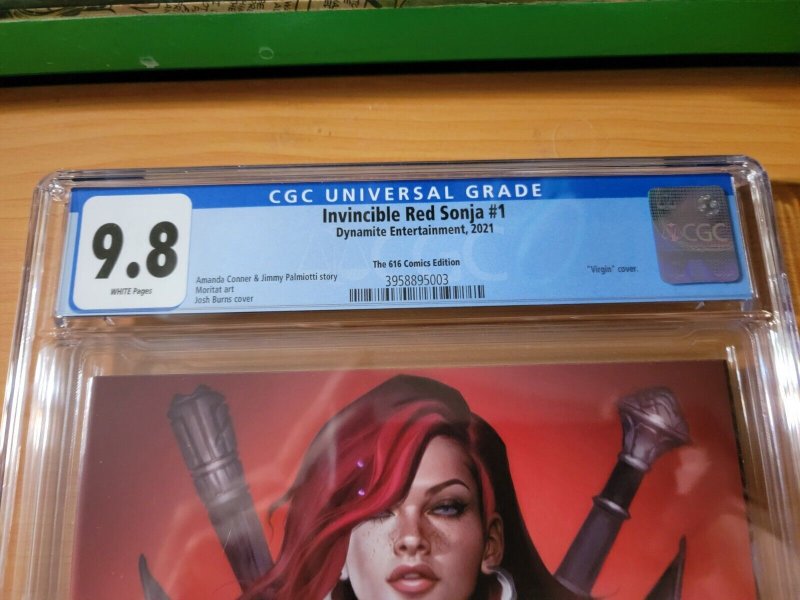 CGC UNIVERSAL GRADE
9.8
WHITE Pages
Invincible Red Sonja #1
Dynamite Entertainment, 2021
The 616 Comics Edition
Amanda Conner & Jimmy Palmiotti story
Moritat art
Josh Burns cover
3958895003
"Virgin" cover.
CGC